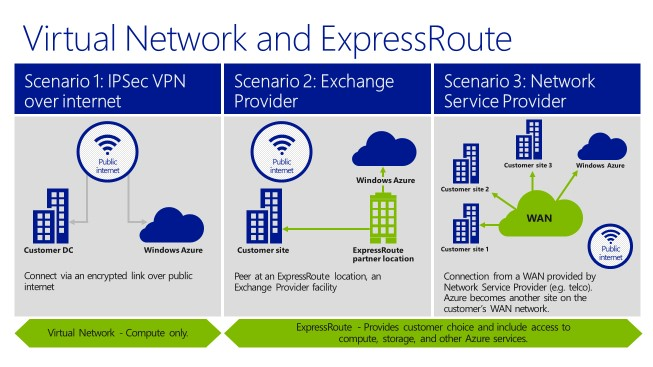 Virtual Network and ExpressRoute
Scenario 1: IPSec VPN
over internet
Public
internet
Customer DC
Windows Azure
Connect via an encrypted link over public
internet
Scenario 2: Exchange
Provider
Public
internet
Windows Azure
Customer site
ExpressRoute
partner location
Peer at an ExpressRoute location, an
Exchange Provider facility
Scenario 3: Network
Service Provider
Customer site 3
Windows Azure
Customer site 2
WAN
Customer site 1
Public
internet
Connection from a WAN provided by
Network Service Provider (e.g. telco).
Azure becomes another site on the
customer's WAN network.
Virtual Network - Compute only.
ExpressRoute - Provides customer choice and include access to
compute, storage, and other Azure services.